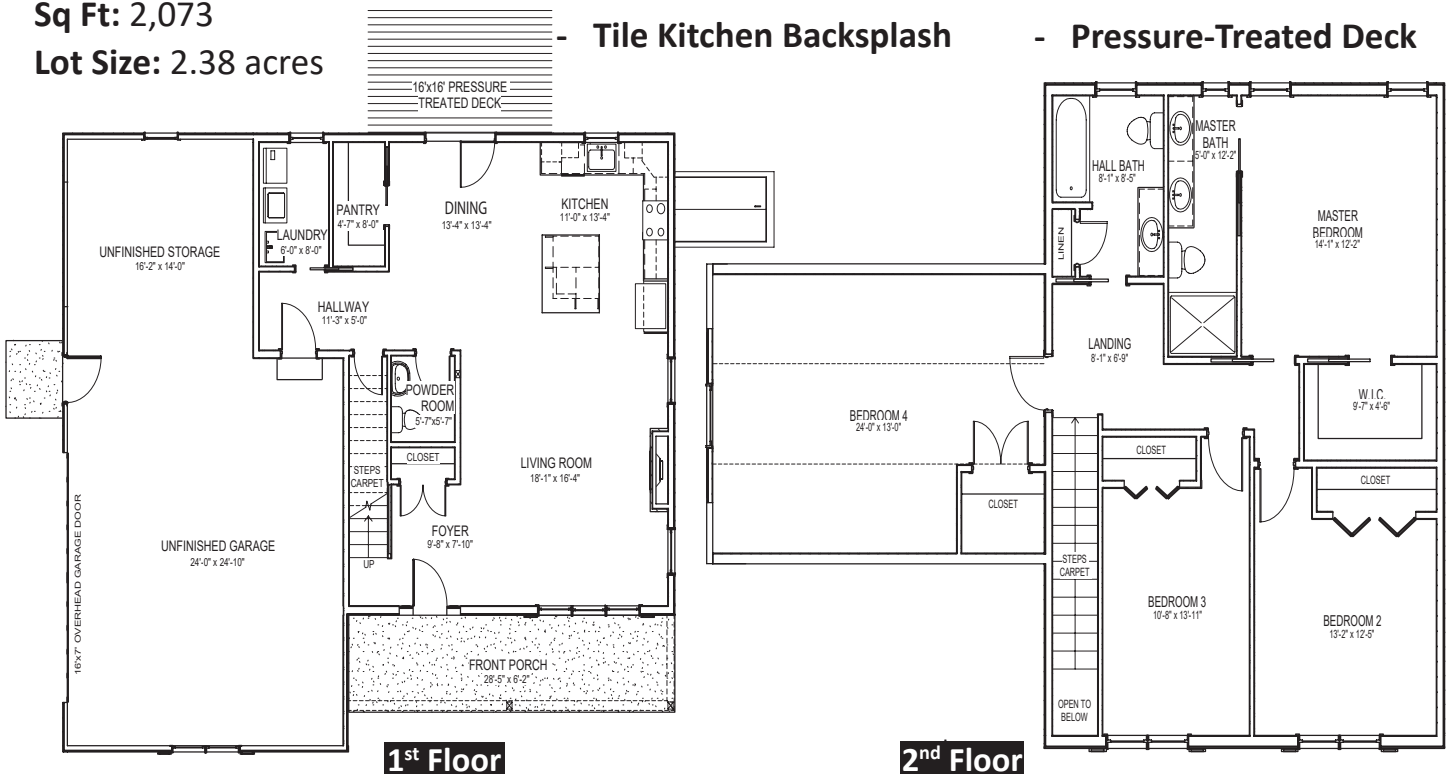 Sq Ft: 2,073
Lot Size: 2.38 acres
- Tile Kitchen Backsplash
- Pressure-Treated Deck
16'x16' PRESSURE
TREATED DECK
UNFINISHED STORAGE
16'-2" x 14'-0"
LAUNDRY
6'-0" x 8'-0"
PANTRY
4'-7" x 8'-0"
DINING
13'-4" x 13'-4"
KITCHEN
11'-0" x 13'-4"
HALLWAY
11'-3" x 5'-0"
POWDER
ROOM
5'-7"x5'-7"
CLOSET
STEPS
CARPET
UP
LIVING ROOM
18'-1" x 16'-4"
FOYER
9'-8" x 7'-10"
UNFINISHED GARAGE
24'-0" x 24'-10"
16'x7' OVERHEAD GARAGE DOOR
FRONT PORCH
28'-5" x 6'-2"
1st Floor
HALL BATH
8'-1" x 8'-5"
MASTER
BATH
5'-0" x 12'-2"
MASTER
BEDROOM
14'-1" x 12'-2"
LINEN
LANDING
8'-1" x 6'-9"
W.I.C.
9'-7" x 4'-6"
BEDROOM 4
24'-0" x 13'-0"
CLOSET
CLOSET
CLOSET
STEPS
CARPET
BEDROOM 3
10'-8" x 13'-11"
BEDROOM 2
13'-2" x 12'-5"
OPEN TO
BELOW
2nd Floor